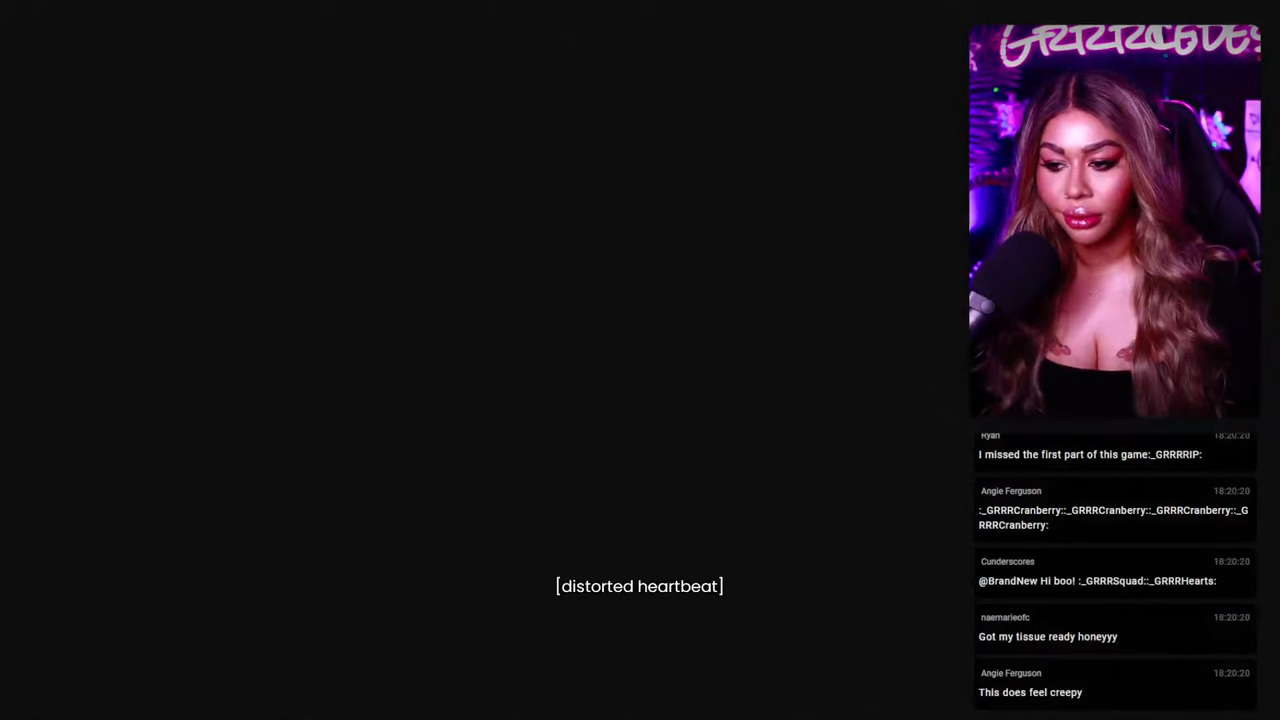 GRRRCEDES
[distorted heartbeat]
Ryan 18:20:20
I missed the first part of this game:_GRRRRIP:
Angie Ferguson 18:20:20
:_GRRRCranberry::_GRRRCranberry::_GRRRCranberry::_G
RRRCranberry:
Cunderscores 18:20:20
@BrandNew Hi boo! :_GRRRSquad::_GRRRHearts:
naemarieofc 18:20:20
Got my tissue ready honeyyy
Angie Ferguson 18:20:20
This does feel creepy